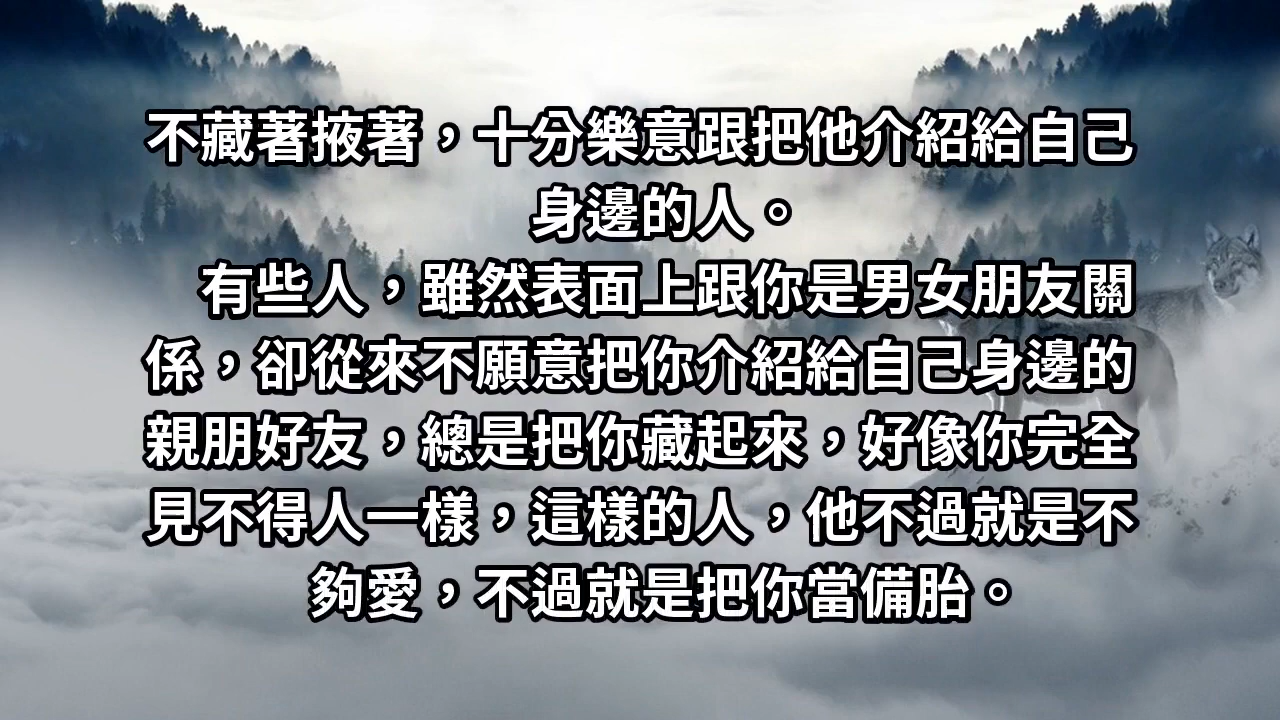 不藏著掖著，十分樂意跟把他介紹給自己
身邊的人。
有些人，雖然表面上跟你是男女朋友關
係，卻從來不願意把你介紹給自己身邊的
親朋好友，總是把你藏起來，好像你完全
見不得人一樣，這樣的人，他不過就是不
夠愛，不過就是把你當備胎。